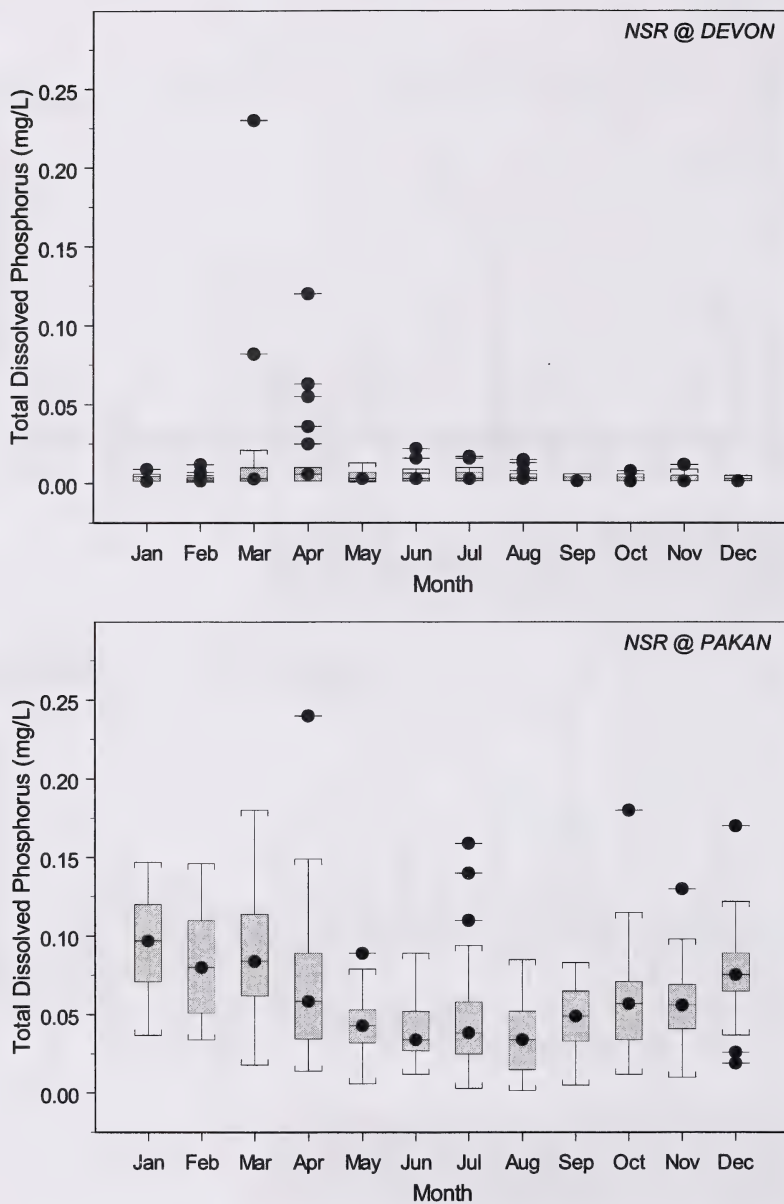 NSR @ DEVON
Total Dissolved Phosphorus (mg/L)
0.25
0.20
0.15
0.10
0.05
0.00
Jan Feb Mar Apr May Jun Jul Aug Sep Oct Nov Dec
Month
NSR @ PAKAN
Total Dissolved Phosphorus (mg/L)
0.25
0.20
0.15
0.10
0.05
0.00
Jan Feb Mar Apr May Jun Jul Aug Sep Oct Nov Dec
Month